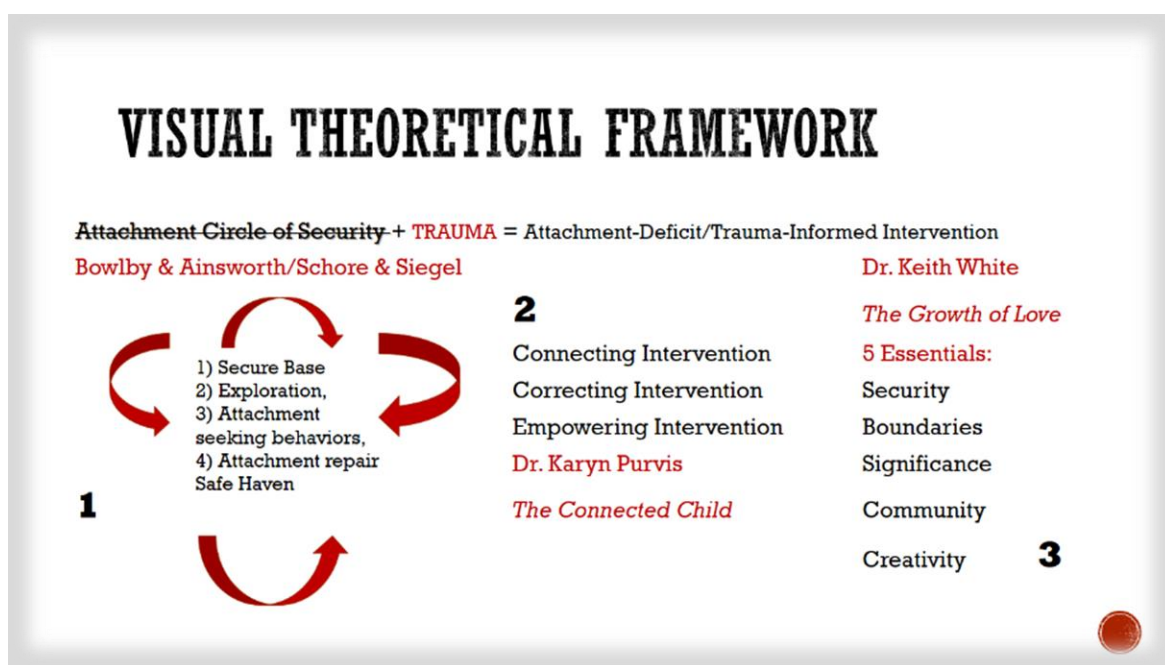 VISUAL THEORETICAL FRAMEWORK
Attachment Circle of Security + TRAUMA = Attachment-Deficit/Trauma-Informed Intervention
Bowlby & Ainsworth/Schore & Siegel
1) Secure Base
2) Exploration,
3) Attachment
seeking behaviors,
4) Attachment repair
Safe Haven
1
2
Connecting Intervention
Correcting Intervention
Empowering Intervention
Dr. Karyn Purvis
The Connected Child
Dr. Keith White
The Growth of Love
5 Essentials:
Security
Boundaries
Significance
Community
Creativity
3